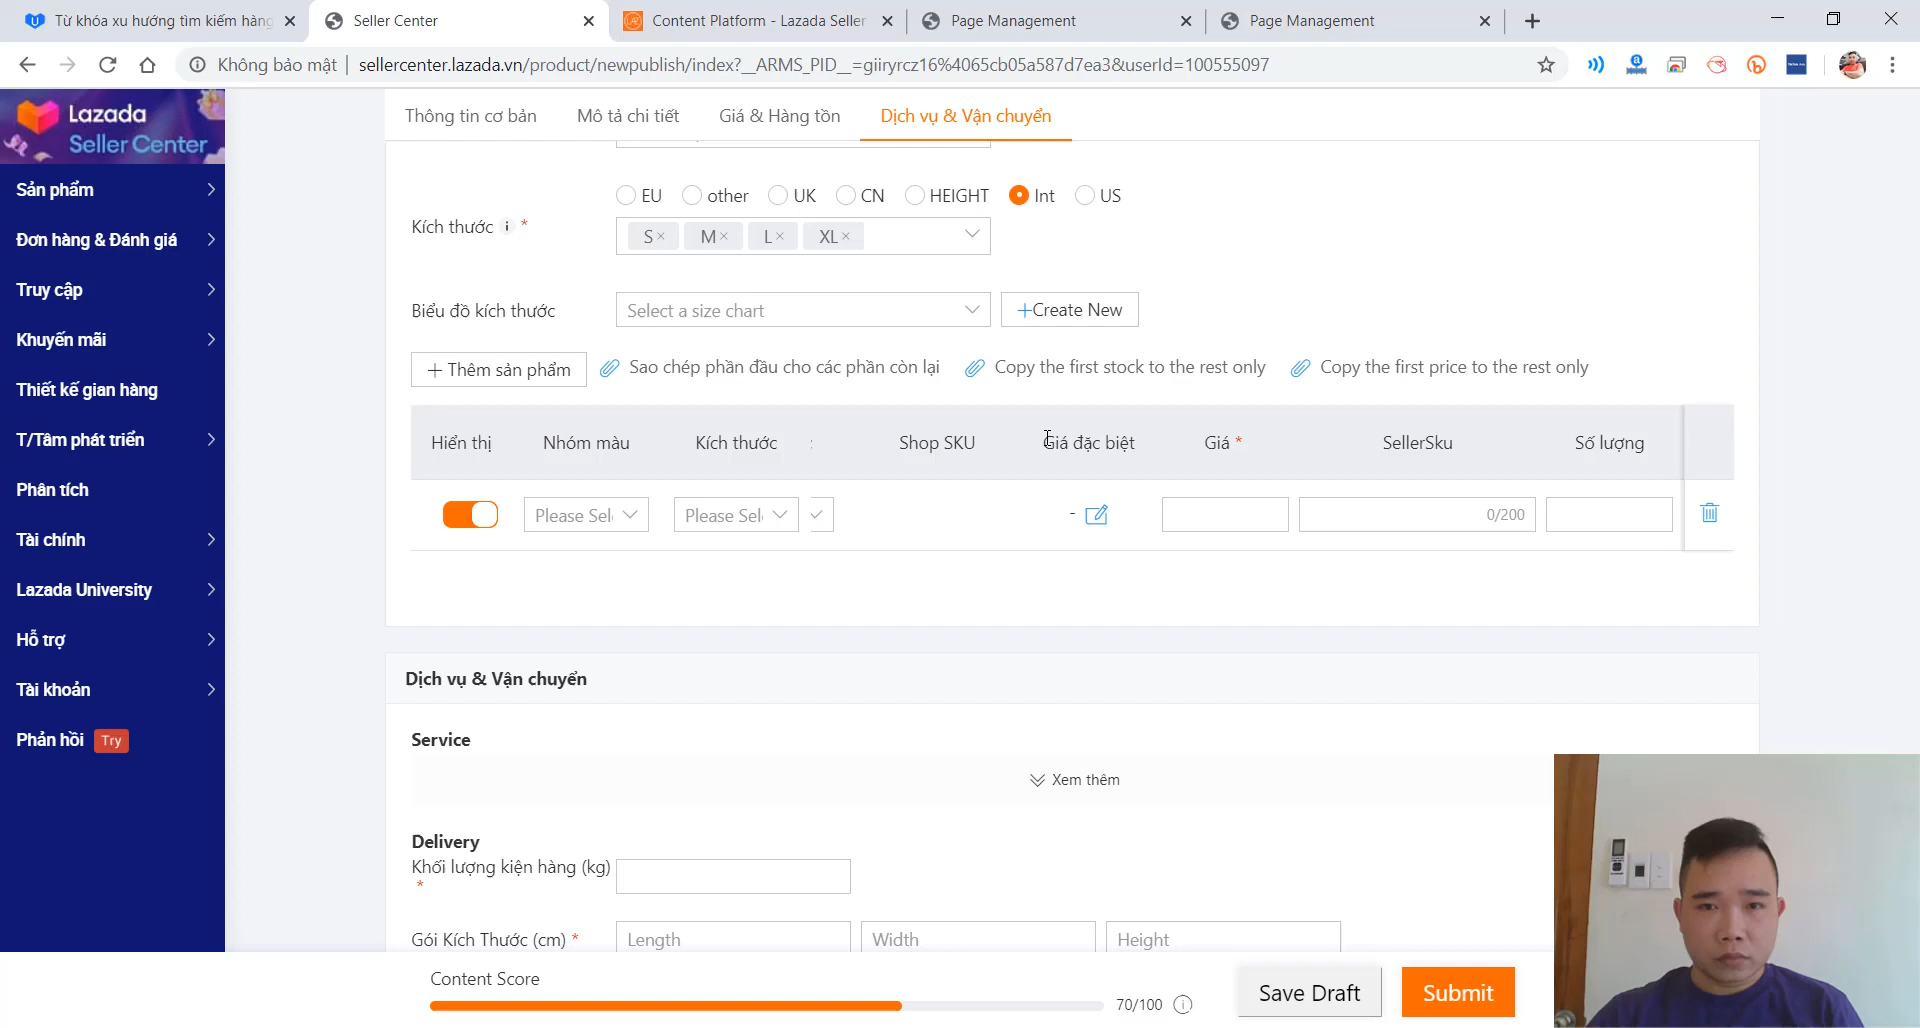 Từ khóa xu hướng tìm kiếm hàng
Seller Center
Content Platform - Lazada Seller
Page Management
Page Management
Không bảo mật
sellercenter.lazada.vn/product/newpublish/index?__ARMS_PID__=giiryrcz16%4065cb05a587d7ea3&userId=100555097
Lazada
Seller Center
Thông tin cơ bản
Mô tả chi tiết
Giá & Hàng tồn
Dịch vụ & Vận chuyển
Sản phẩm
Đơn hàng & Đánh giá
Truy cập
Khuyến mãi
Thiết kế gian hàng
T/Tâm phát triển
Phân tích
Tài chính
Lazada University
Hỗ trợ
Tài khoản
Phản hồi Try
EU other UK CN HEIGHT Int US
Kích thước i *
S× M× L× XL×
Biểu đồ kích thước
Select a size chart
+Create New
+ Thêm sản phẩm
Sao chép phần đầu cho các phần còn lại
Copy the first stock to the rest only
Copy the first price to the rest only
Hiển thị Nhóm màu Kích thước : Shop SKU Giá đặc biệt Giá * SellerSku Số lượng
Please Sel Please Sel - 0/200
Dịch vụ & Vận chuyển
Service
Xem thêm
Delivery
Khối lượng kiện hàng (kg)
*
Gói Kích Thước (cm) * Length Width Height
Content Score
70/100
Save Draft
Submit